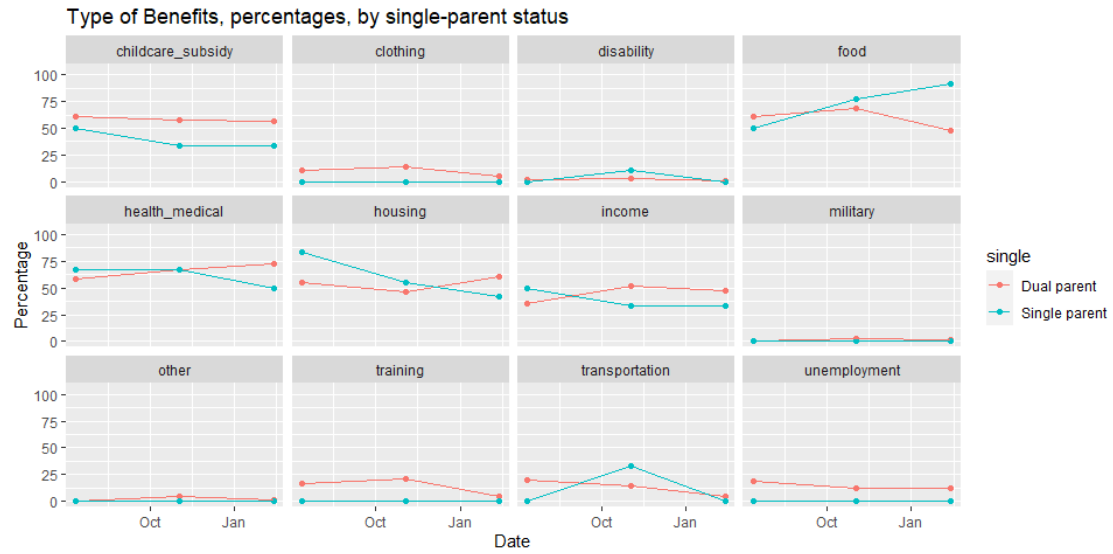 Type of Benefits, percentages, by single-parent status
childcare_subsidy clothing disability food
100
75
50
25
0
health_medical housing income military
100
75
50
25
0
other training transportation unemployment
100
75
50
25
0
Oct Jan Oct Jan Oct Jan Oct Jan
Date
Percentage
single
Dual parent
Single parent